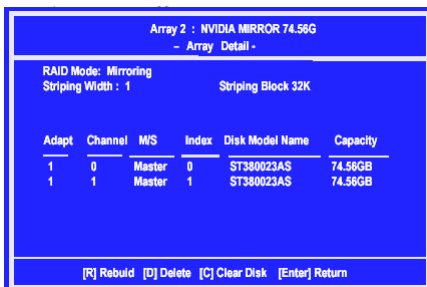 Array 2 : NVIDIA MIRROR 74.56G
– Array Detail -
RAID Mode: Mirroring
Striping Width : 1 Striping Block 32K
Adapt Channel M/S Index Disk Model Name Capacity
1 0 Master 0 ST380023AS 74.56GB
1 1 Master 1 ST380023AS 74.56GB
[R] Rebuid [D] Delete [C] Clear Disk [Enter] Return